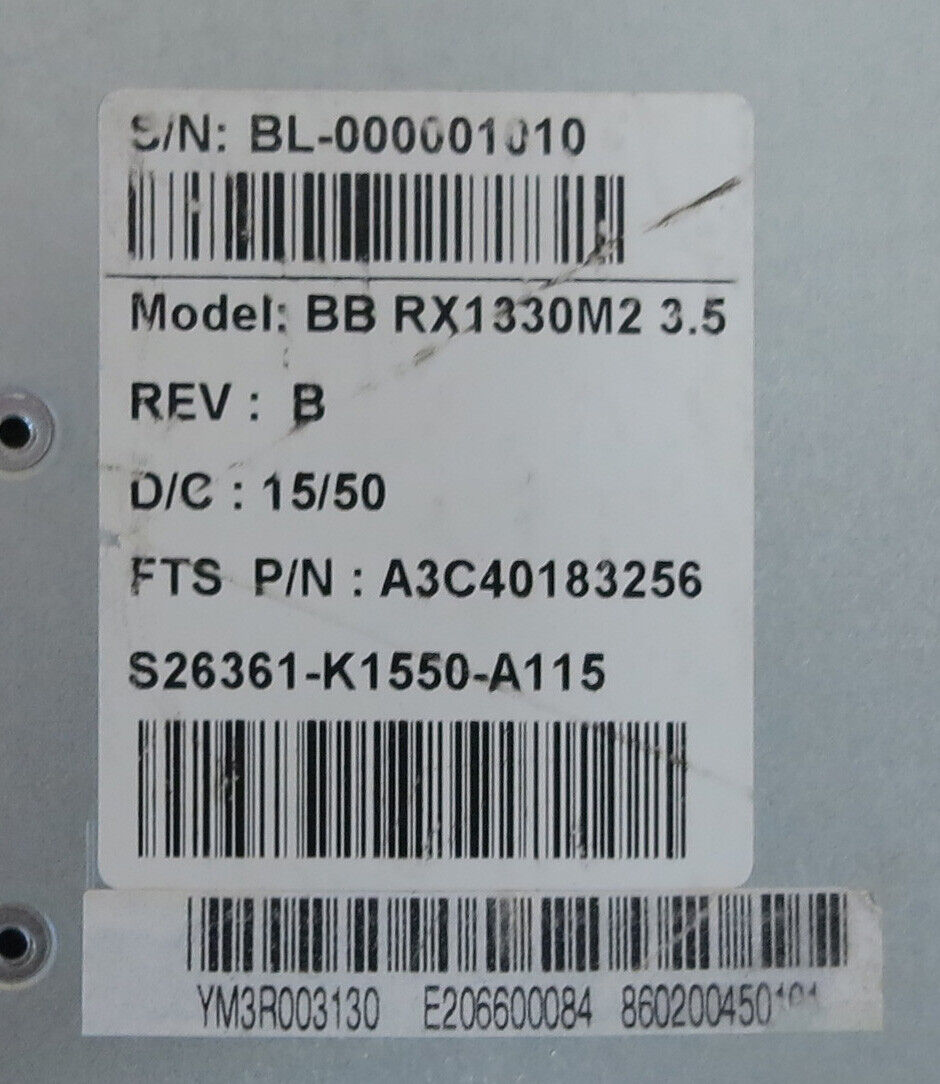 S/N: BL-000001010
Model: BB RX1330M2 3.5
REV : B
D/C : 15/50
FTS P/N : A3C40183256
S26361-K1550-A115
YM3R003130 E206600084